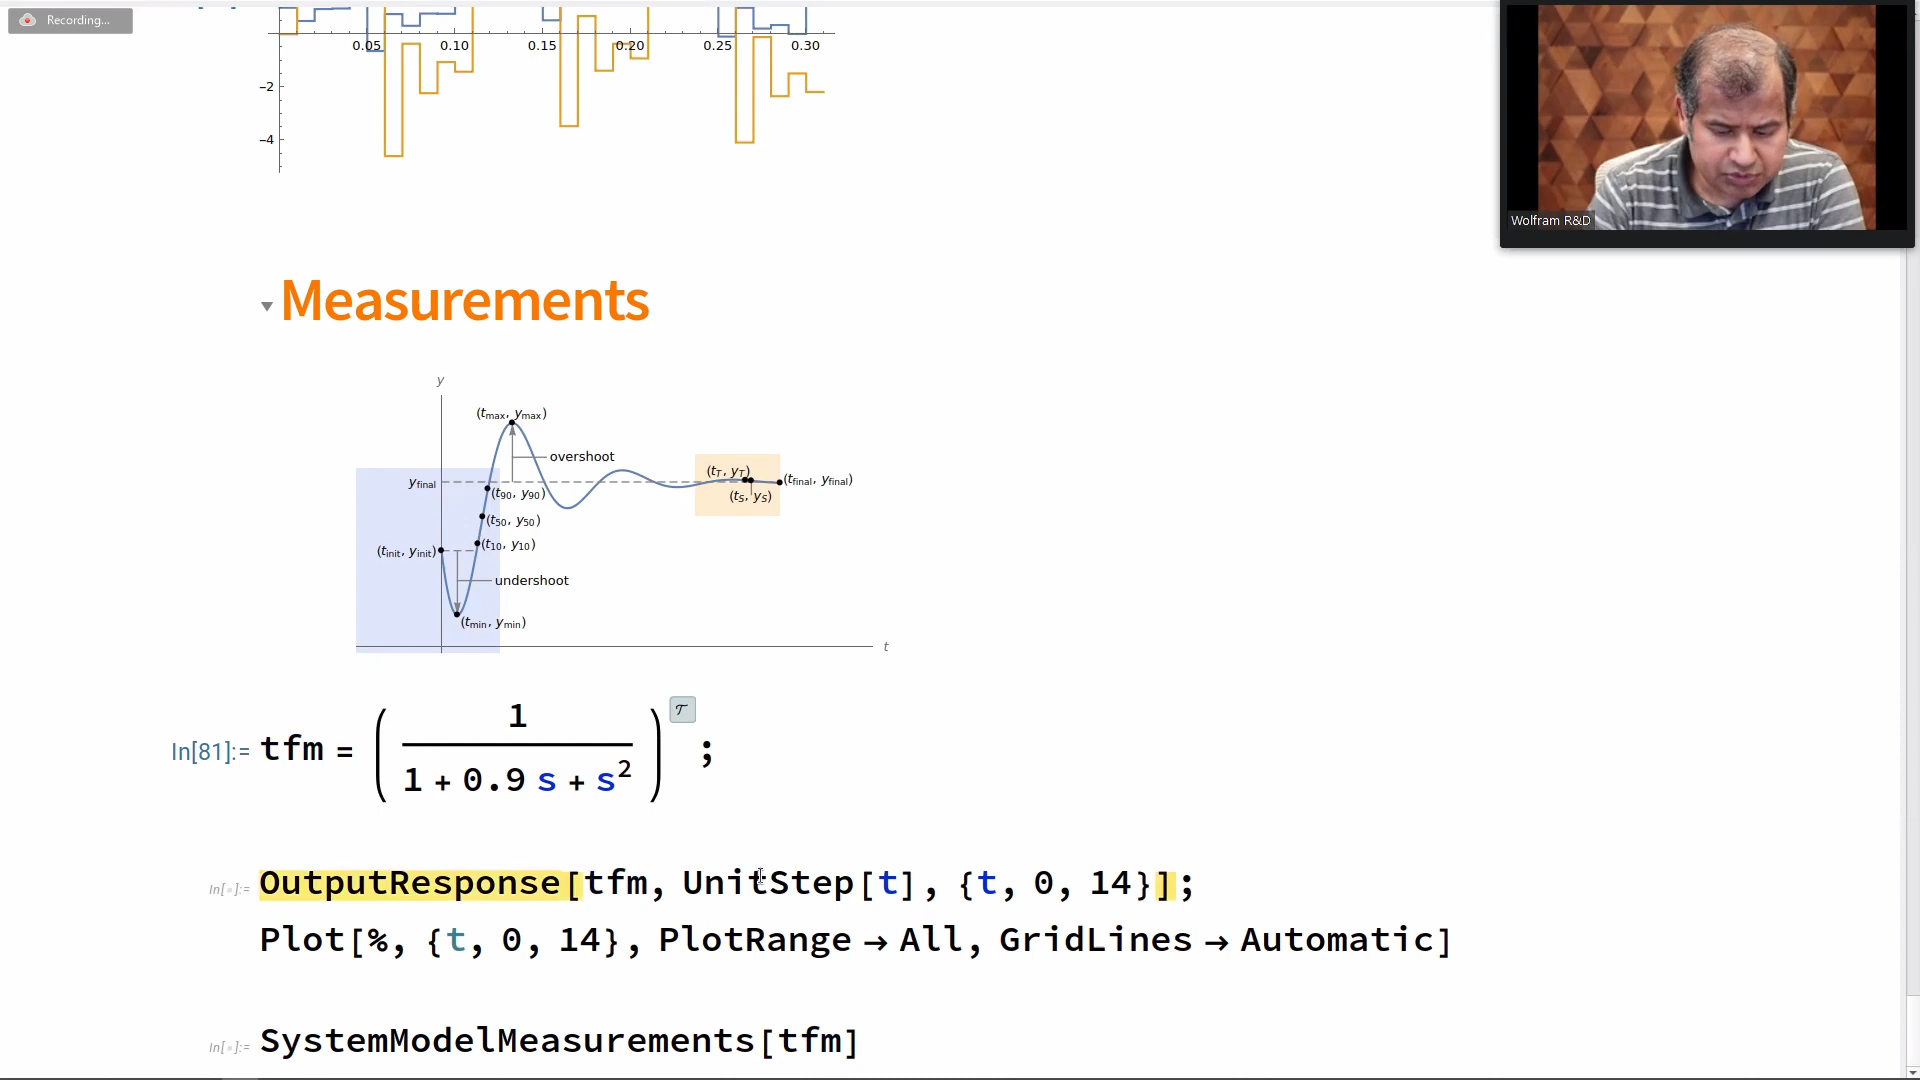 Recording...
0.05 0.10 0.15 0.20 0.25 0.30
−2
−4
Wolfram R&D
Measurements
y
(tmax, ymax)
overshoot
yfinal
(tT, yT)
(tfinal, yfinal)
(t90, y90)
(tS, yS)
(t50, y50)
(tinit, yinit)
(t10, y10)
undershoot
(tmin, ymin)
t
In[81]:= tfm = ( 1 / 1 + 0.9 s + s² ) 𝒯 ;
In[◦]:= OutputResponse[tfm, UnitStep[t], {t, 0, 14}];
Plot[%, {t, 0, 14}, PlotRange → All, GridLines → Automatic]
In[◦]:= SystemModelMeasurements[tfm]